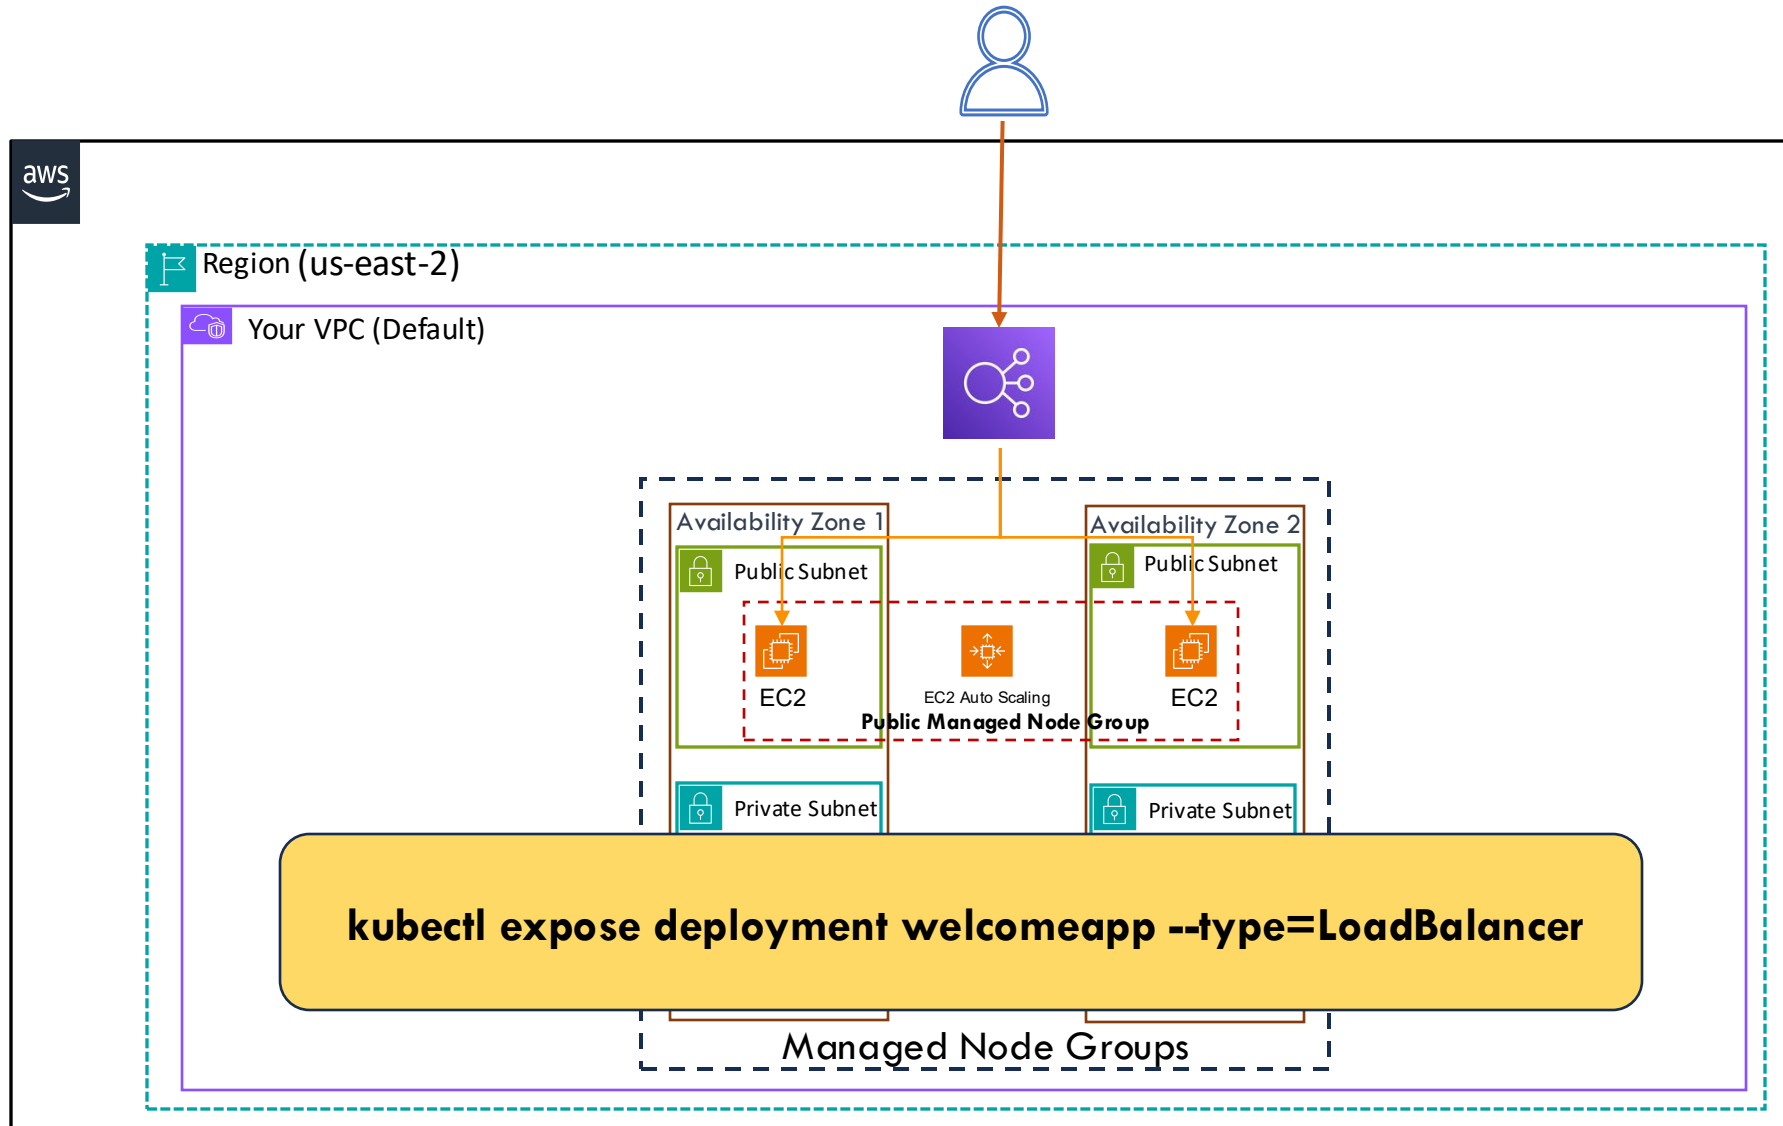 aws
Region (us-east-2)
Your VPC (Default)
Availability Zone 1
Availability Zone 2
Public Subnet
Public Subnet
EC2
EC2 Auto Scaling
EC2
Public Managed Node Group
Private Subnet
Private Subnet
kubectl expose deployment welcomeapp --type=LoadBalancer
Managed Node Groups